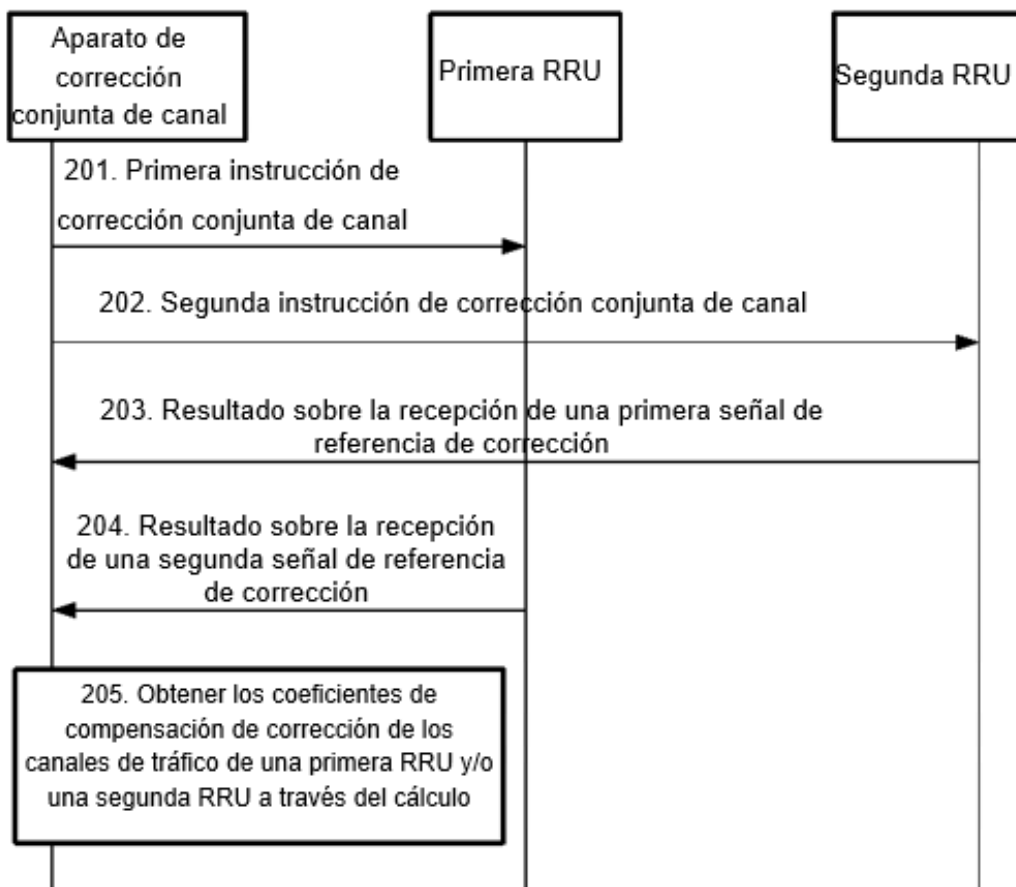 Aparato de
corrección
conjunta de canal
Primera RRU
Segunda RRU
201. Primera instrucción de
corrección conjunta de canal
202. Segunda instrucción de corrección conjunta de canal
203. Resultado sobre la recepción de una primera señal de
referencia de corrección
204. Resultado sobre la recepción
de una segunda señal de referencia
de corrección
205. Obtener los coeficientes de
compensación de corrección de los
canales de tráfico de una primera RRU y/o
una segunda RRU a través del cálculo